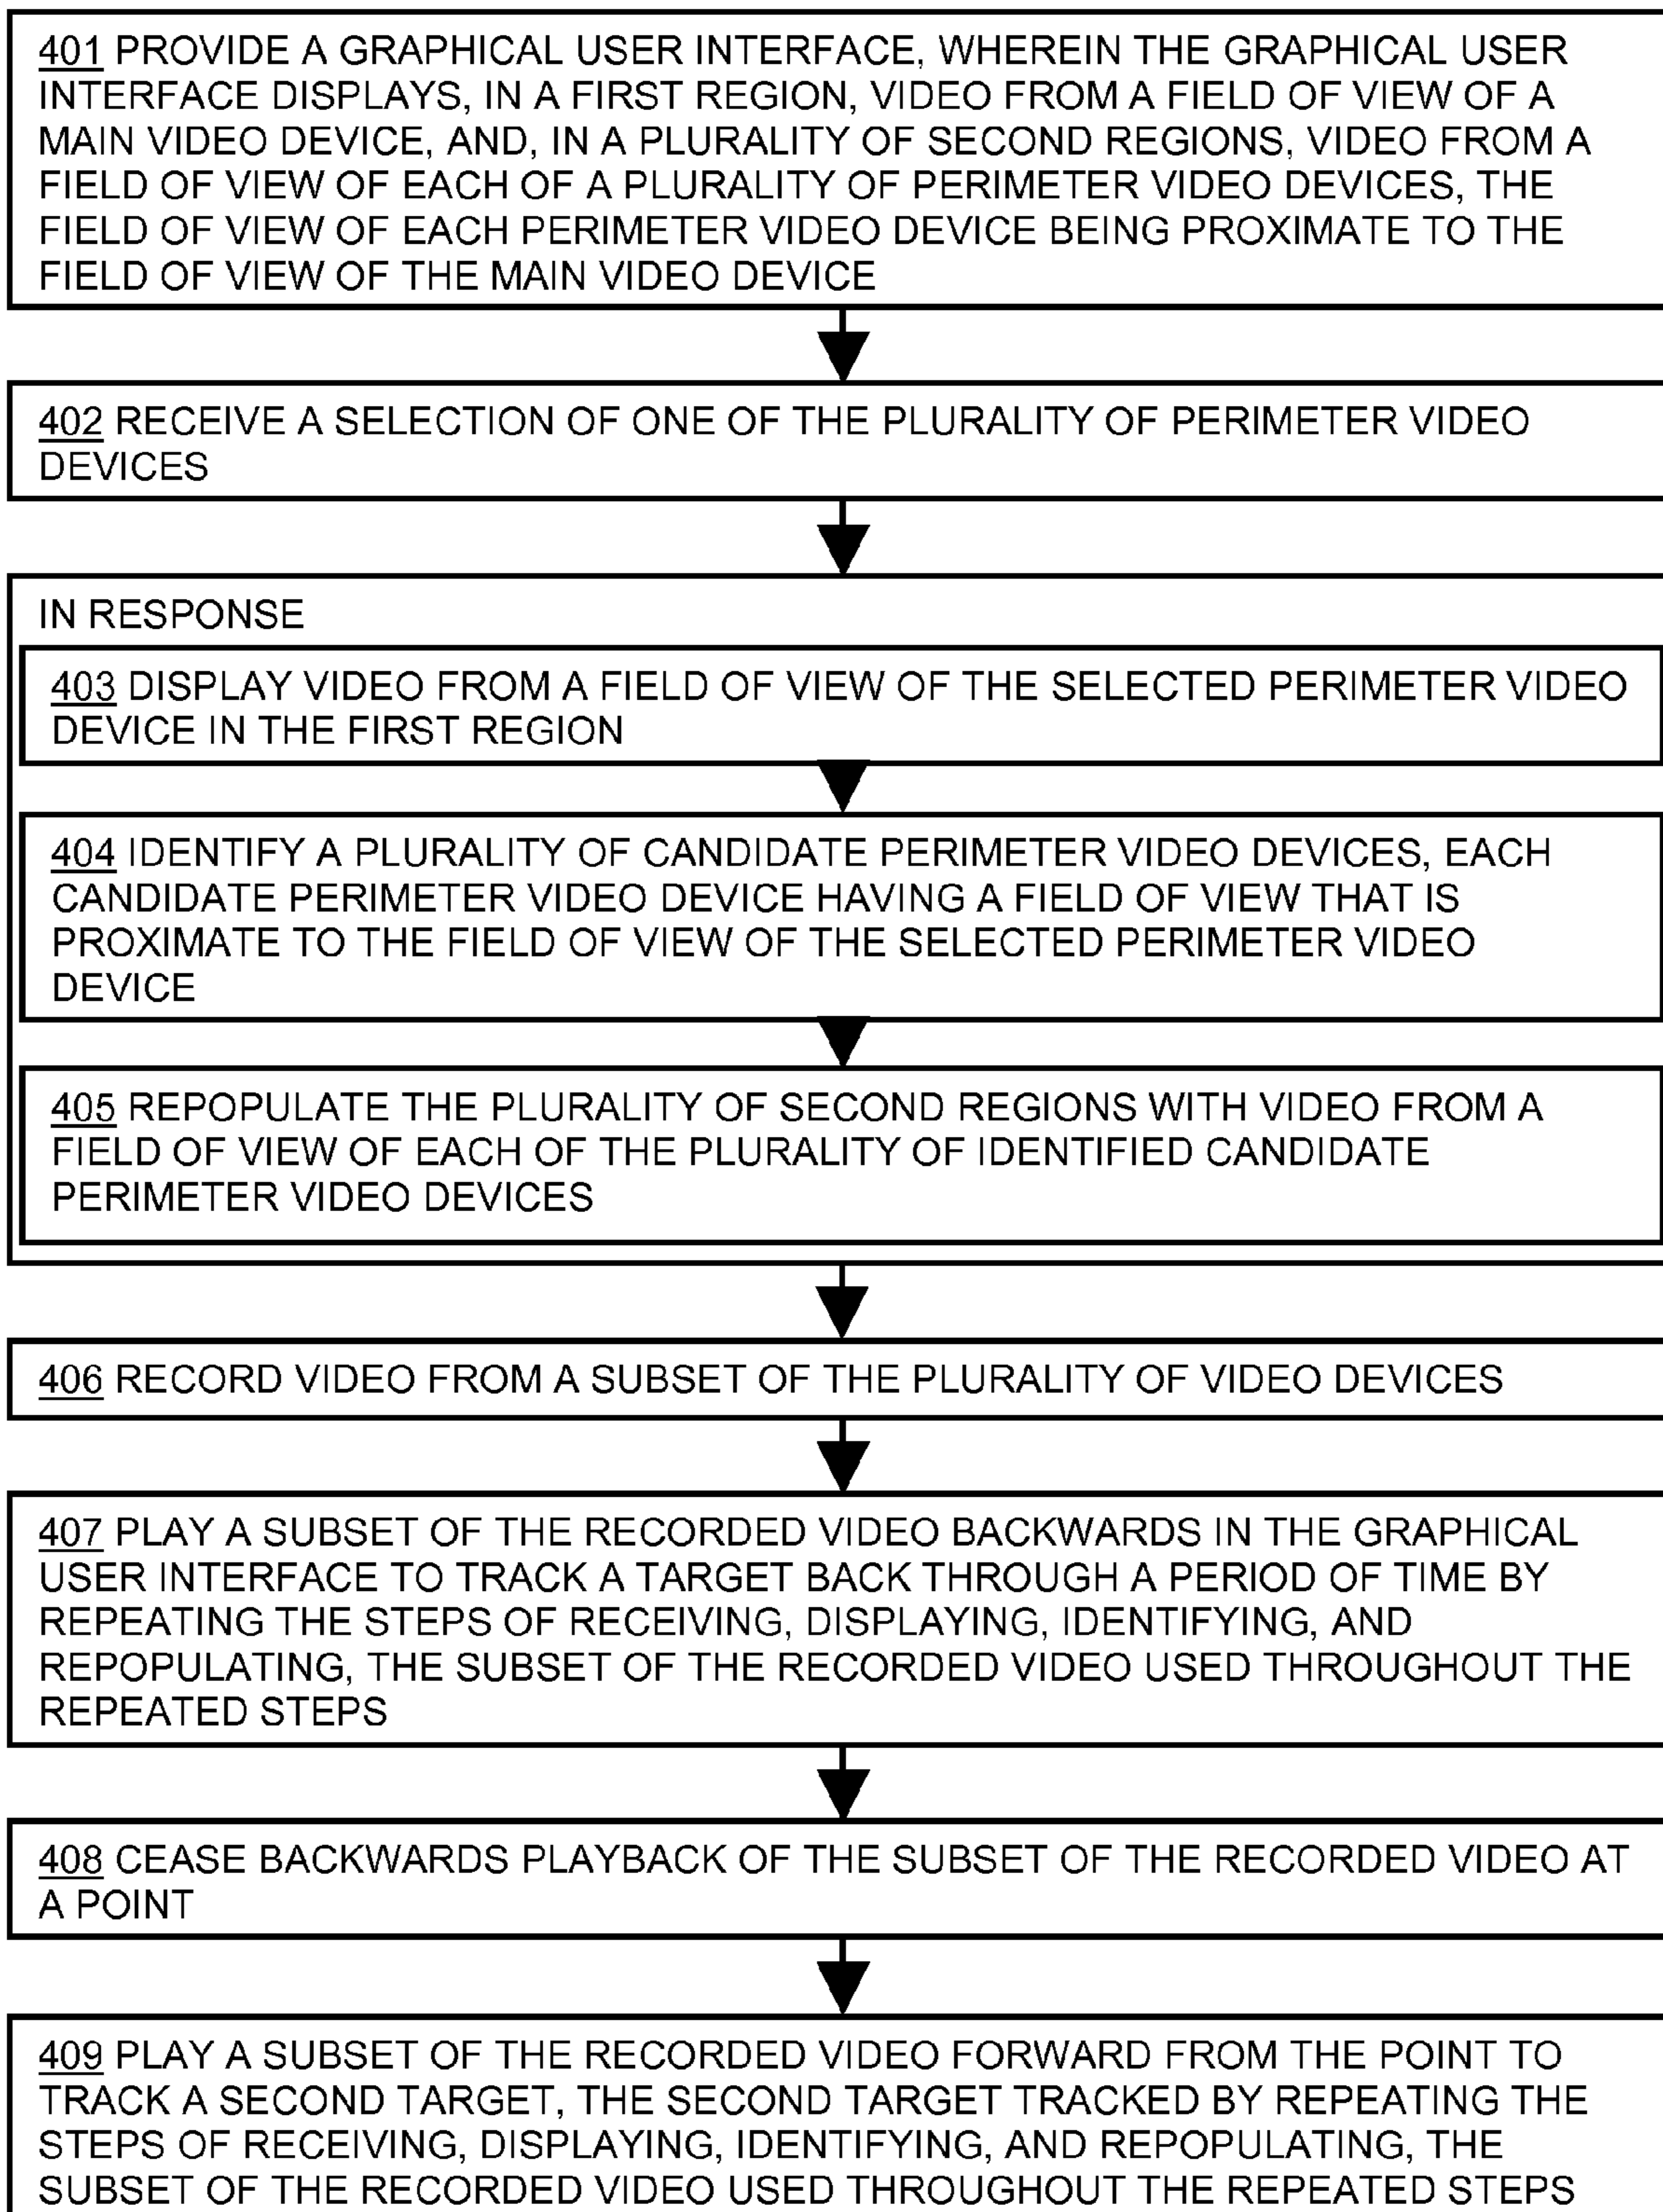 401 PROVIDE A GRAPHICAL USER INTERFACE, WHEREIN THE GRAPHICAL USER
INTERFACE DISPLAYS, IN A FIRST REGION, VIDEO FROM A FIELD OF VIEW OF A
MAIN VIDEO DEVICE, AND, IN A PLURALITY OF SECOND REGIONS, VIDEO FROM A
FIELD OF VIEW OF EACH OF A PLURALITY OF PERIMETER VIDEO DEVICES, THE
FIELD OF VIEW OF EACH PERIMETER VIDEO DEVICE BEING PROXIMATE TO THE
FIELD OF VIEW OF THE MAIN VIDEO DEVICE
402 RECEIVE A SELECTION OF ONE OF THE PLURALITY OF PERIMETER VIDEO
DEVICES
IN RESPONSE
403 DISPLAY VIDEO FROM A FIELD OF VIEW OF THE SELECTED PERIMETER VIDEO
DEVICE IN THE FIRST REGION
404 IDENTIFY A PLURALITY OF CANDIDATE PERIMETER VIDEO DEVICES, EACH
CANDIDATE PERIMETER VIDEO DEVICE HAVING A FIELD OF VIEW THAT IS
PROXIMATE TO THE FIELD OF VIEW OF THE SELECTED PERIMETER VIDEO
DEVICE
405 REPOPULATE THE PLURALITY OF SECOND REGIONS WITH VIDEO FROM A
FIELD OF VIEW OF EACH OF THE PLURALITY OF IDENTIFIED CANDIDATE
PERIMETER VIDEO DEVICES
406 RECORD VIDEO FROM A SUBSET OF THE PLURALITY OF VIDEO DEVICES
407 PLAY A SUBSET OF THE RECORDED VIDEO BACKWARDS IN THE GRAPHICAL
USER INTERFACE TO TRACK A TARGET BACK THROUGH A PERIOD OF TIME BY
REPEATING THE STEPS OF RECEIVING, DISPLAYING, IDENTIFYING, AND
REPOPULATING, THE SUBSET OF THE RECORDED VIDEO USED THROUGHOUT THE
REPEATED STEPS
408 CEASE BACKWARDS PLAYBACK OF THE SUBSET OF THE RECORDED VIDEO AT
A POINT
409 PLAY A SUBSET OF THE RECORDED VIDEO FORWARD FROM THE POINT TO
TRACK A SECOND TARGET, THE SECOND TARGET TRACKED BY REPEATING THE
STEPS OF RECEIVING, DISPLAYING, IDENTIFYING, AND REPOPULATING, THE
SUBSET OF THE RECORDED VIDEO USED THROUGHOUT THE REPEATED STEPS